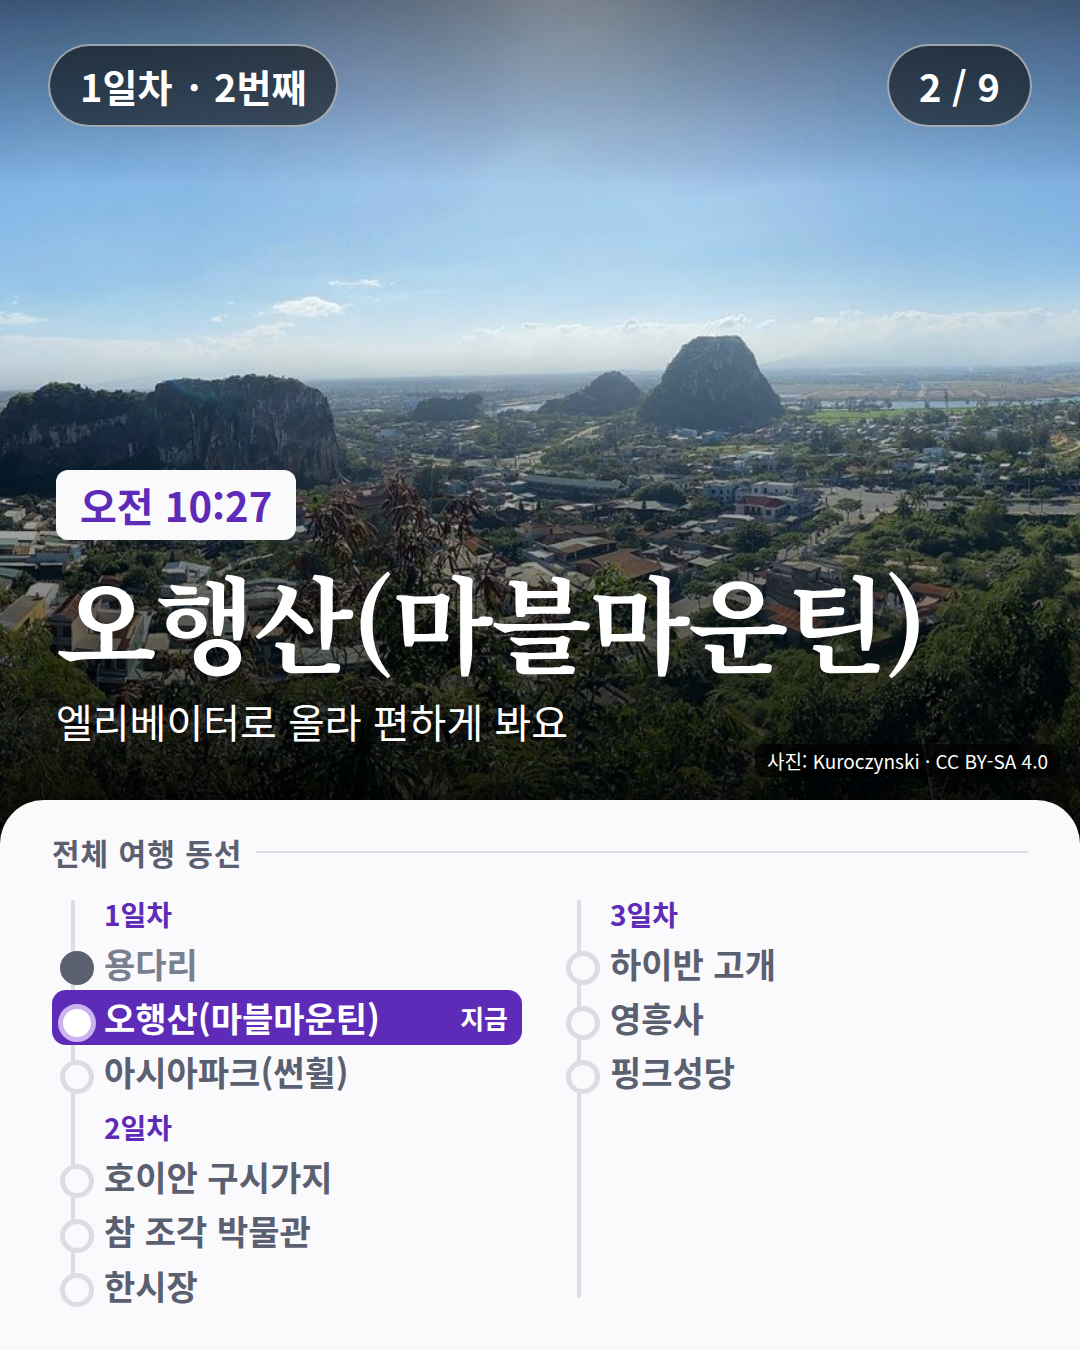 1일차 · 2번째
2 / 9
오전 10:27
오행산(마블마운틴)
엘리베이터로 올라 편하게 봐요
사진: Kuroczynski · CC BY-SA 4.0
전체 여행 동선
1일차
용다리
오행산(마블마운틴) 지금
아시아파크(썬휠)
2일차
호이안 구시가지
참 조각 박물관
한시장
3일차
하이반 고개
영흥사
핑크성당